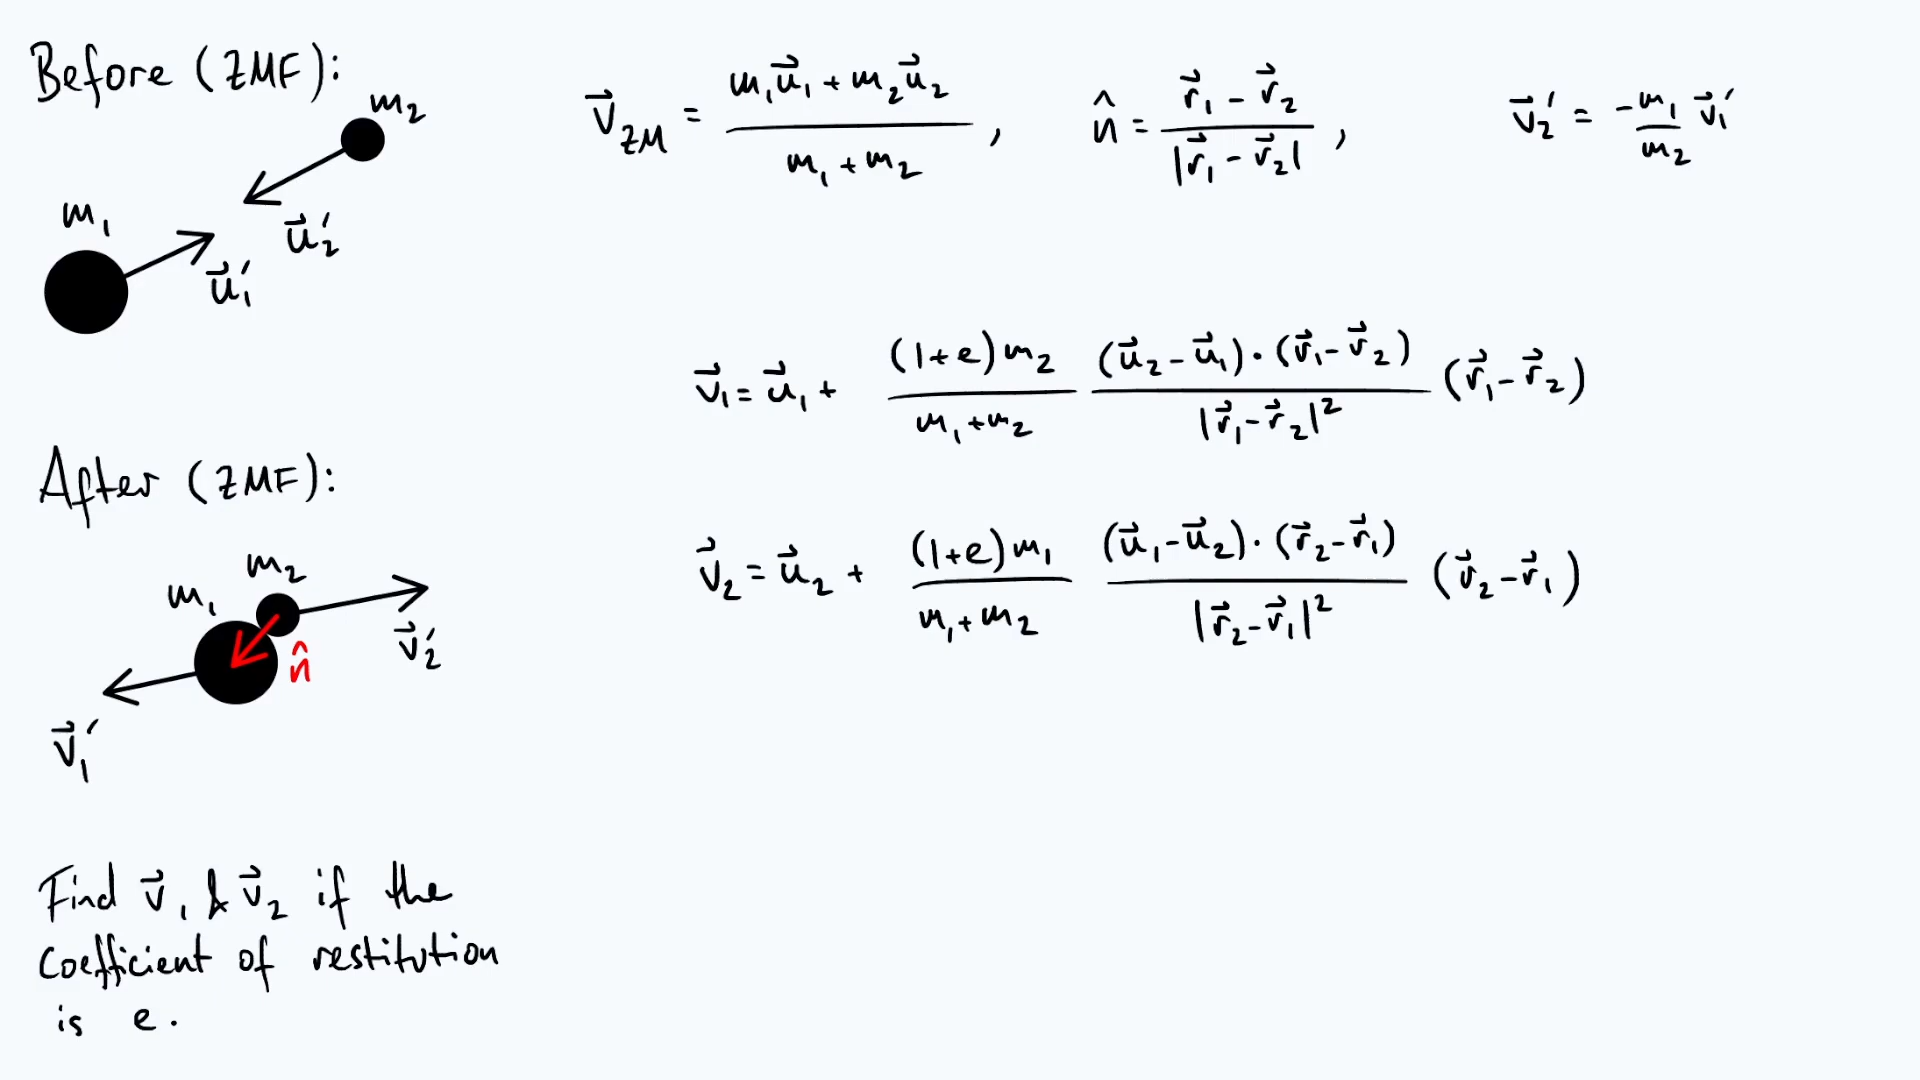 Before (ZMF):
m₂
m₁
u⃗₂′
u⃗₁′
v⃗_ZM = (m₁u⃗₁ + m₂u⃗₂)/(m₁ + m₂), n̂ = (r⃗₁ - r⃗₂)/|r⃗₁ - r⃗₂|, v⃗₂′ = -m₁/m₂ v⃗₁′
v⃗₁ = u⃗₁ + (1+e)m₂/(m₁+m₂) (u⃗₂-u⃗₁)·(r⃗₁-r⃗₂)/|r⃗₁-r⃗₂|² (r⃗₁-r⃗₂)
After (ZMF):
v⃗₂ = u⃗₂ + (1+e)m₁/(m₁+m₂) (u⃗₁-u⃗₂)·(r⃗₂-r⃗₁)/|r⃗₂-r⃗₁|² (r⃗₂-r⃗₁)
m₂
m₁
n̂
v⃗₂′
v⃗₁′
Find v⃗₁ & v⃗₂ if the
coefficient of restitution
is e.